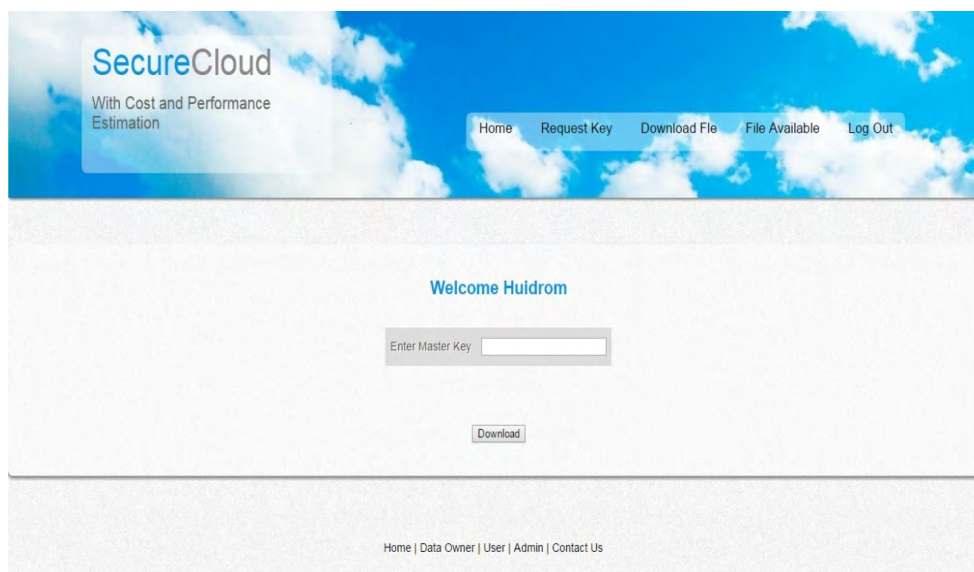 SecureCloud
With Cost and Performance
Estimation
Home Request Key Download Fle File Available Log Out
Welcome Huidrom
Enter Master Key
Download
Home | Data Owner | User | Admin | Contact Us